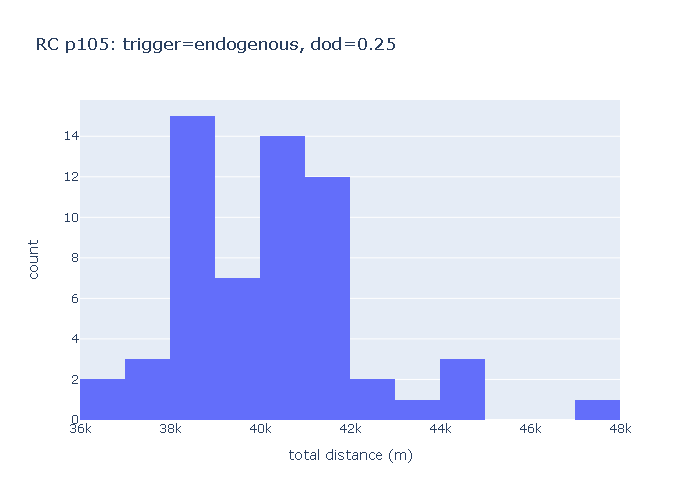 RC p105: trigger=endogenous, dod=0.25
count
14
12
10
8
6
4
2
0
36k 38k 40k 42k 44k 46k 48k
total distance (m)